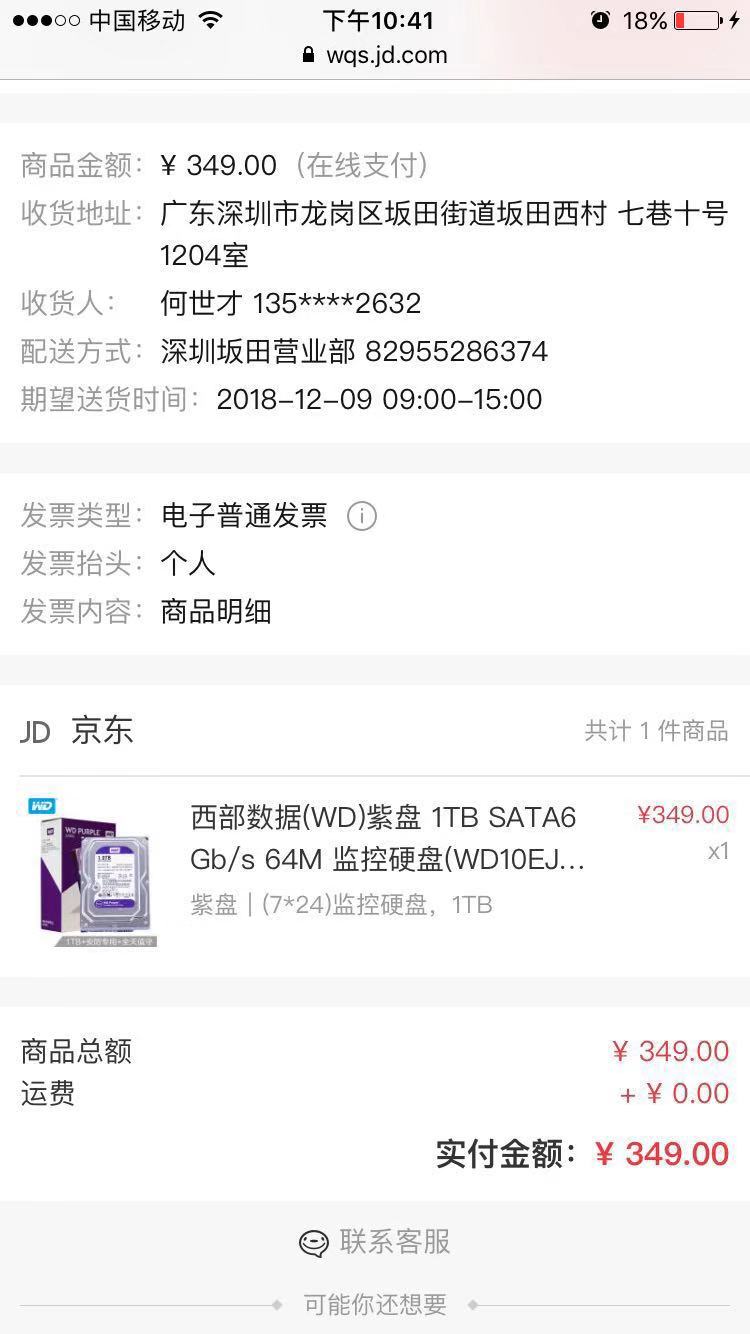 中国移动 下午10:41 18%
wqs.jd.com
商品金额： ¥ 349.00（在线支付）
收货地址： 广东深圳市龙岗区坂田街道坂田西村 七巷十号
1204室
收货人： 何世才 135****2632
配送方式： 深圳坂田营业部 82955286374
期望送货时间： 2018-12-09 09:00-15:00
发票类型： 电子普通发票
发票抬头： 个人
发票内容： 商品明细
JD 京东 共计 1 件商品
WD
WD PURPLE
1.0TB
1TB+安防专用+全天值守
西部数据(WD)紫盘 1TB SATA6 ¥349.00
Gb/s 64M 监控硬盘(WD10EJ... x1
紫盘 | (7*24)监控硬盘，1TB
商品总额 ¥ 349.00
运费 + ¥ 0.00
实付金额： ¥ 349.00
联系客服
可能你还想要